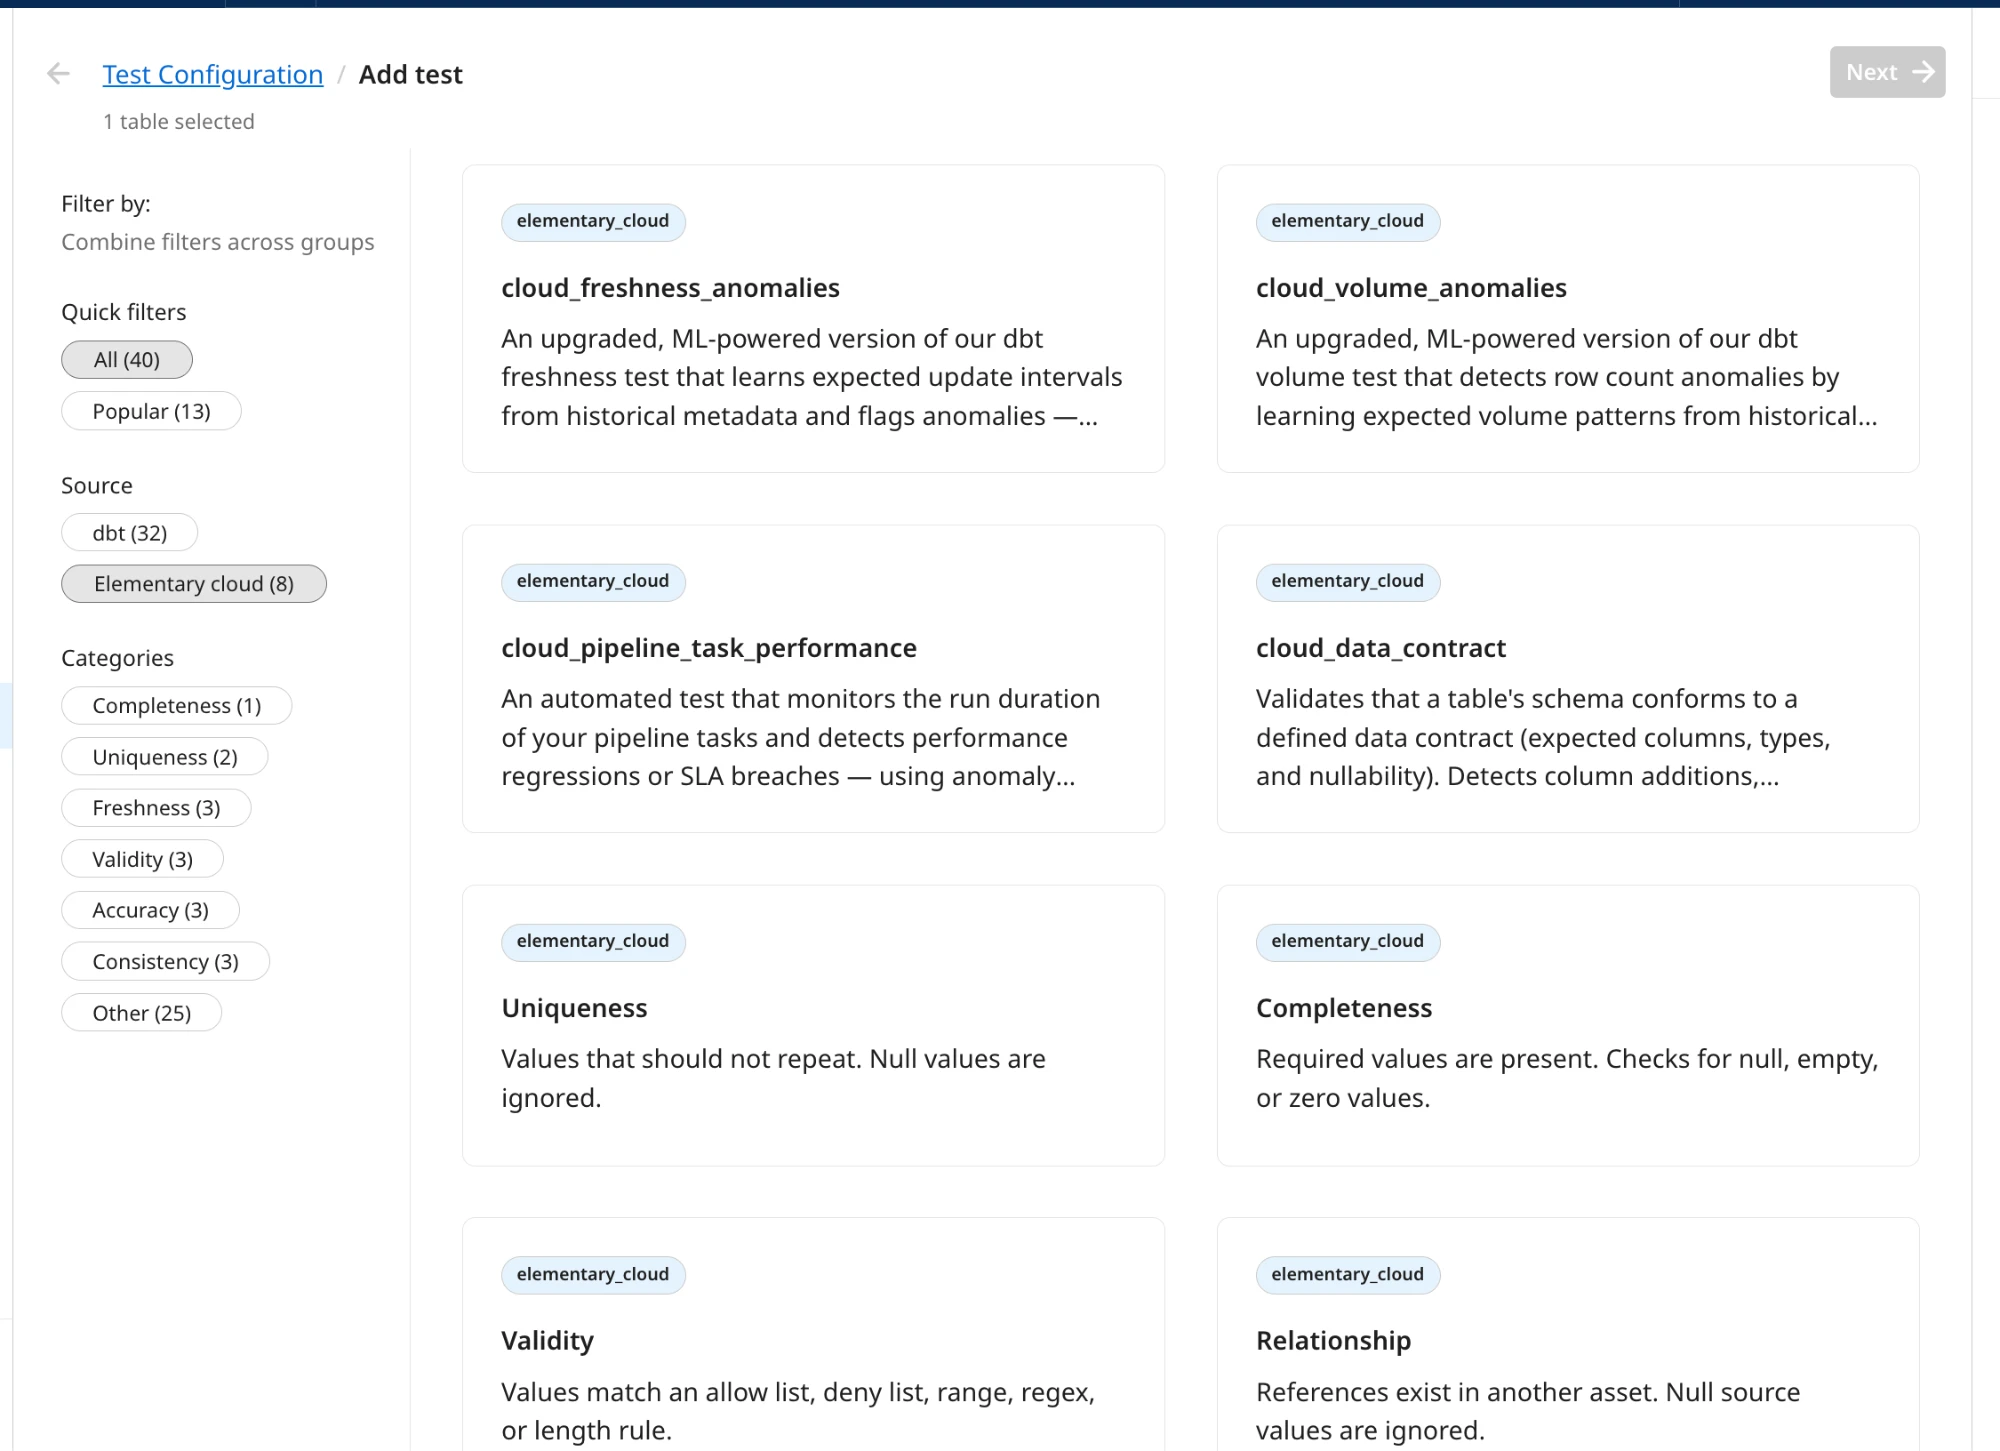 Test Configuration / Add test
Next
1 table selected
Filter by:
Combine filters across groups
Quick filters
All (40)
Popular (13)
Source
dbt (32)
Elementary cloud (8)
Categories
Completeness (1)
Uniqueness (2)
Freshness (3)
Validity (3)
Accuracy (3)
Consistency (3)
Other (25)
elementary_cloud
cloud_freshness_anomalies
An upgraded, ML-powered version of our dbt
freshness test that learns expected update intervals
from historical metadata and flags anomalies —...
elementary_cloud
cloud_volume_anomalies
An upgraded, ML-powered version of our dbt
volume test that detects row count anomalies by
learning expected volume patterns from historical...
elementary_cloud
cloud_pipeline_task_performance
An automated test that monitors the run duration
of your pipeline tasks and detects performance
regressions or SLA breaches — using anomaly...
elementary_cloud
cloud_data_contract
Validates that a table's schema conforms to a
defined data contract (expected columns, types,
and nullability). Detects column additions,...
elementary_cloud
Uniqueness
Values that should not repeat. Null values are
ignored.
elementary_cloud
Completeness
Required values are present. Checks for null, empty,
or zero values.
elementary_cloud
Validity
Values match an allow list, deny list, range, regex,
or length rule.
elementary_cloud
Relationship
References exist in another asset. Null source
values are ignored.